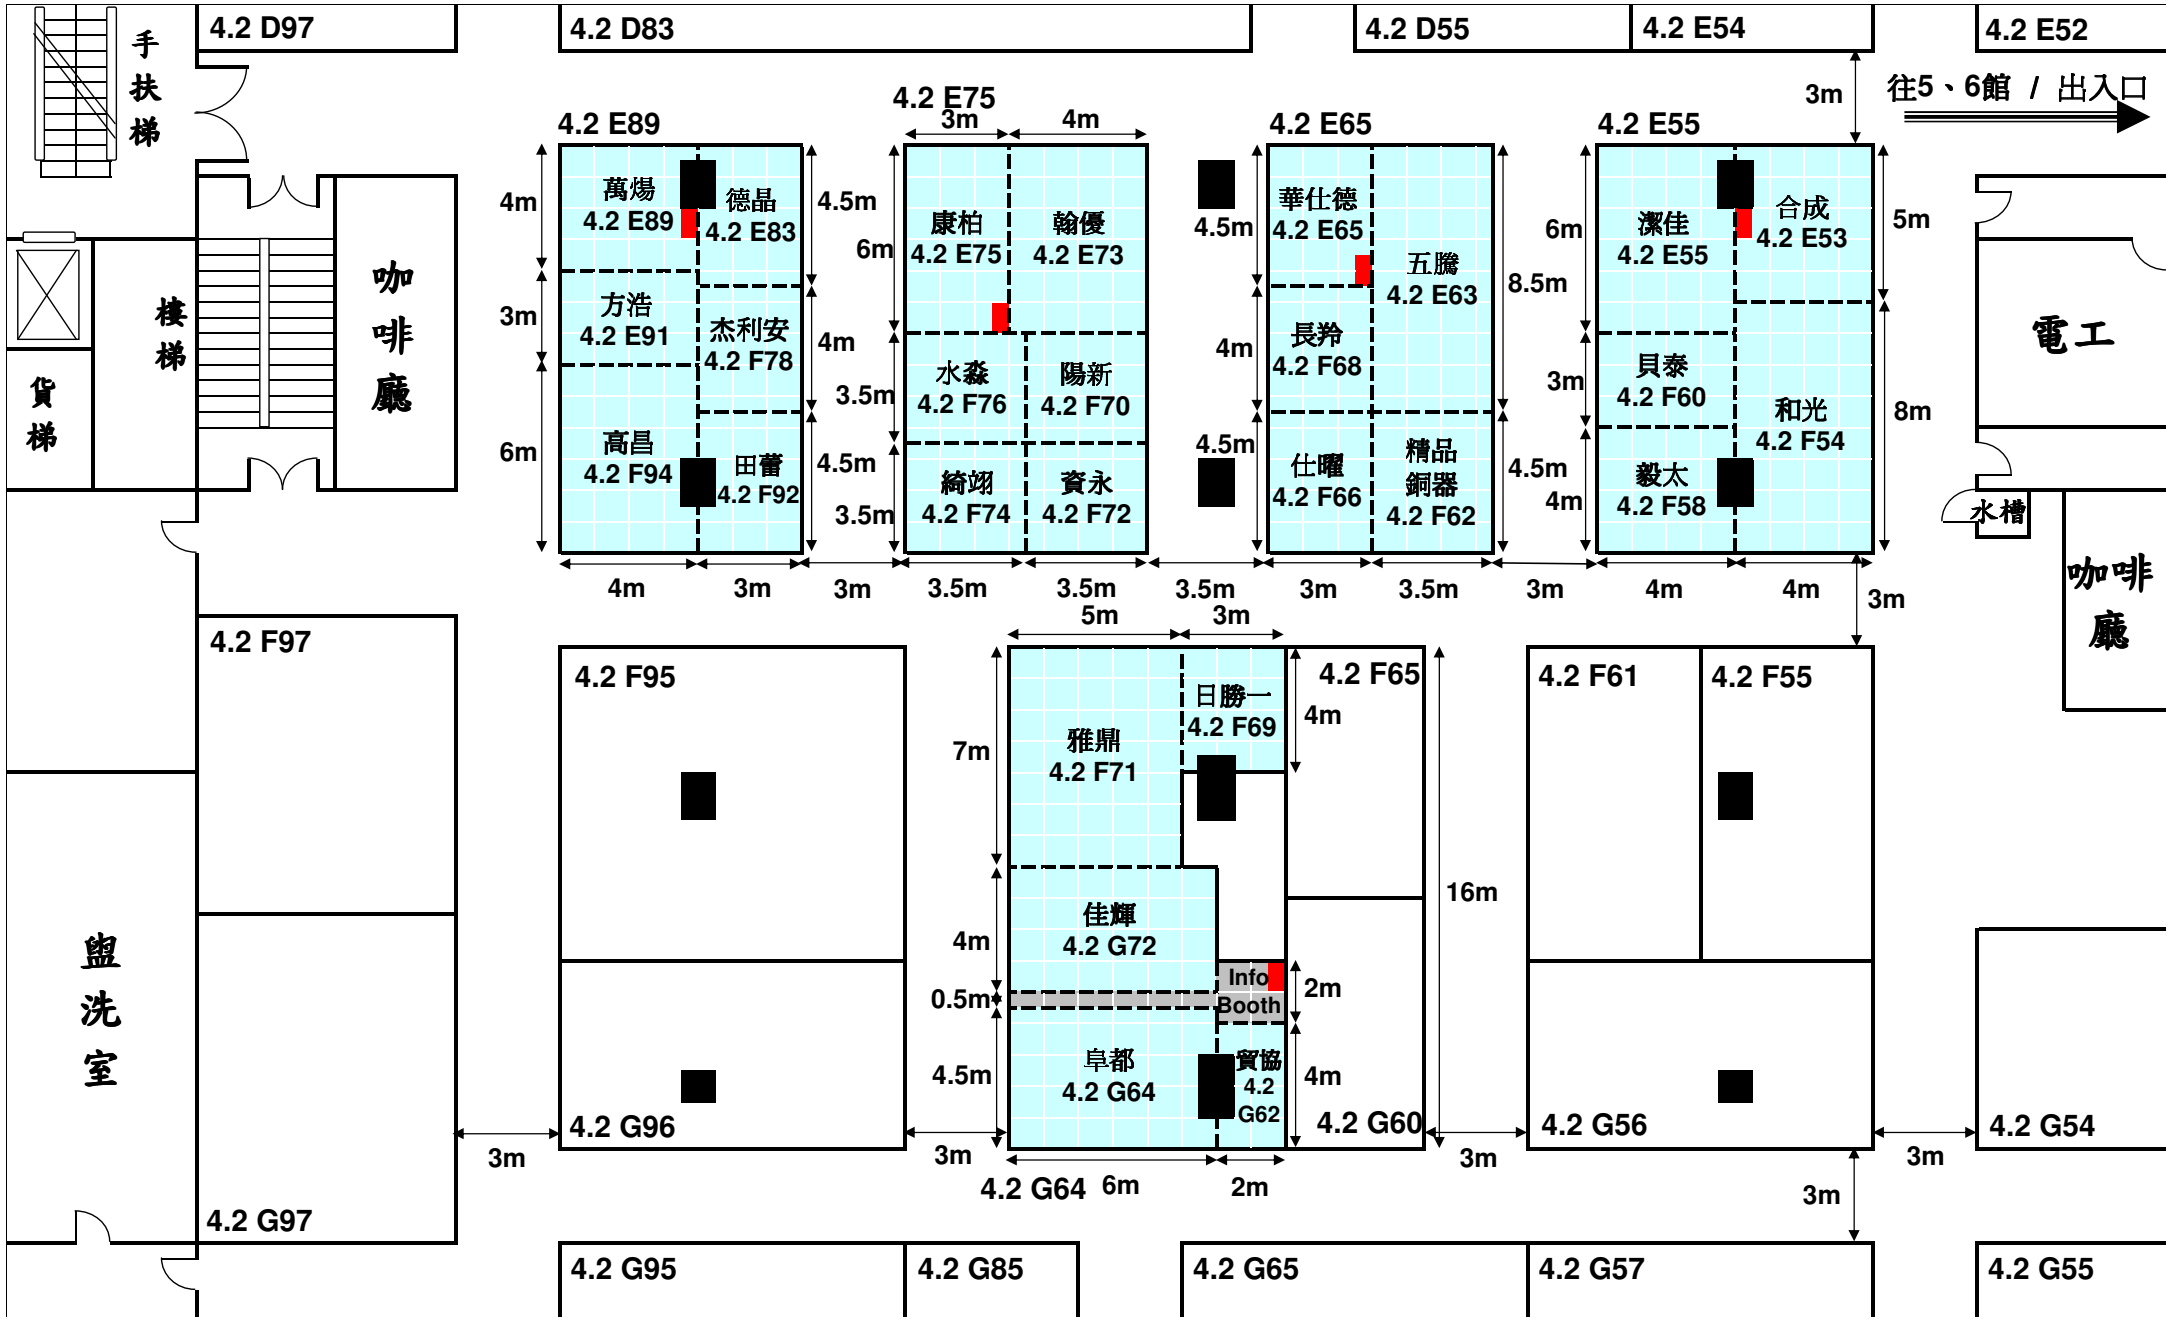 4.2 D97
4.2 D83
4.2 D55
4.2 E54
4.2 E52
手扶梯
3m
往5、6館 / 出入口
4.2 E89
4.2 E75
3m
4m
4.2 E65
4.2 E55
4m
萬煬
4.2 E89
德品
4.2 E83
4.5m
6m
康柏
4.2 E75
翰優
4.2 E73
4.5m
華仕德
4.2 E65
五騰
4.2 E63
8.5m
6m
潔佳
4.2 E55
合成
4.2 E53
5m
3m
方浩
4.2 E91
杰利安
4.2 F78
4m
3.5m
水淼
4.2 F76
陽新
4.2 F70
4m
長羚
4.2 F68
3m
貝泰
4.2 F60
和光
4.2 F54
8m
6m
高昌
4.2 F94
田蕾
4.2 F92
4.5m
3.5m
綺翊
4.2 F74
資永
4.2 F72
4.5m
仕曜
4.2 F66
精品
銅器
4.2 F62
4.5m
4m
毅太
4.2 F58
樓梯
貨梯
咖啡廳
電工
水槽
咖啡廳
4m
3m
3m
3.5m
3.5m
3.5m
3m
3.5m
3m
4m
4m
3m
5m
3m
4.2 F97
4.2 F95
7m
雅鼎
4.2 F71
日勝一
4.2 F69
4m
4.2 F65
4.2 F61
4.2 F55
16m
4m
佳輝
4.2 G72
Info
Booth
2m
0.5m
4.5m
阜都
4.2 G64
貿協
4.2
G62
4m
4.2 G60
盥洗室
4.2 G97
3m
4.2 G96
3m
4.2 G64
6m
2m
3m
4.2 G56
3m
4.2 G54
3m
4.2 G95
4.2 G85
4.2 G65
4.2 G57
4.2 G55